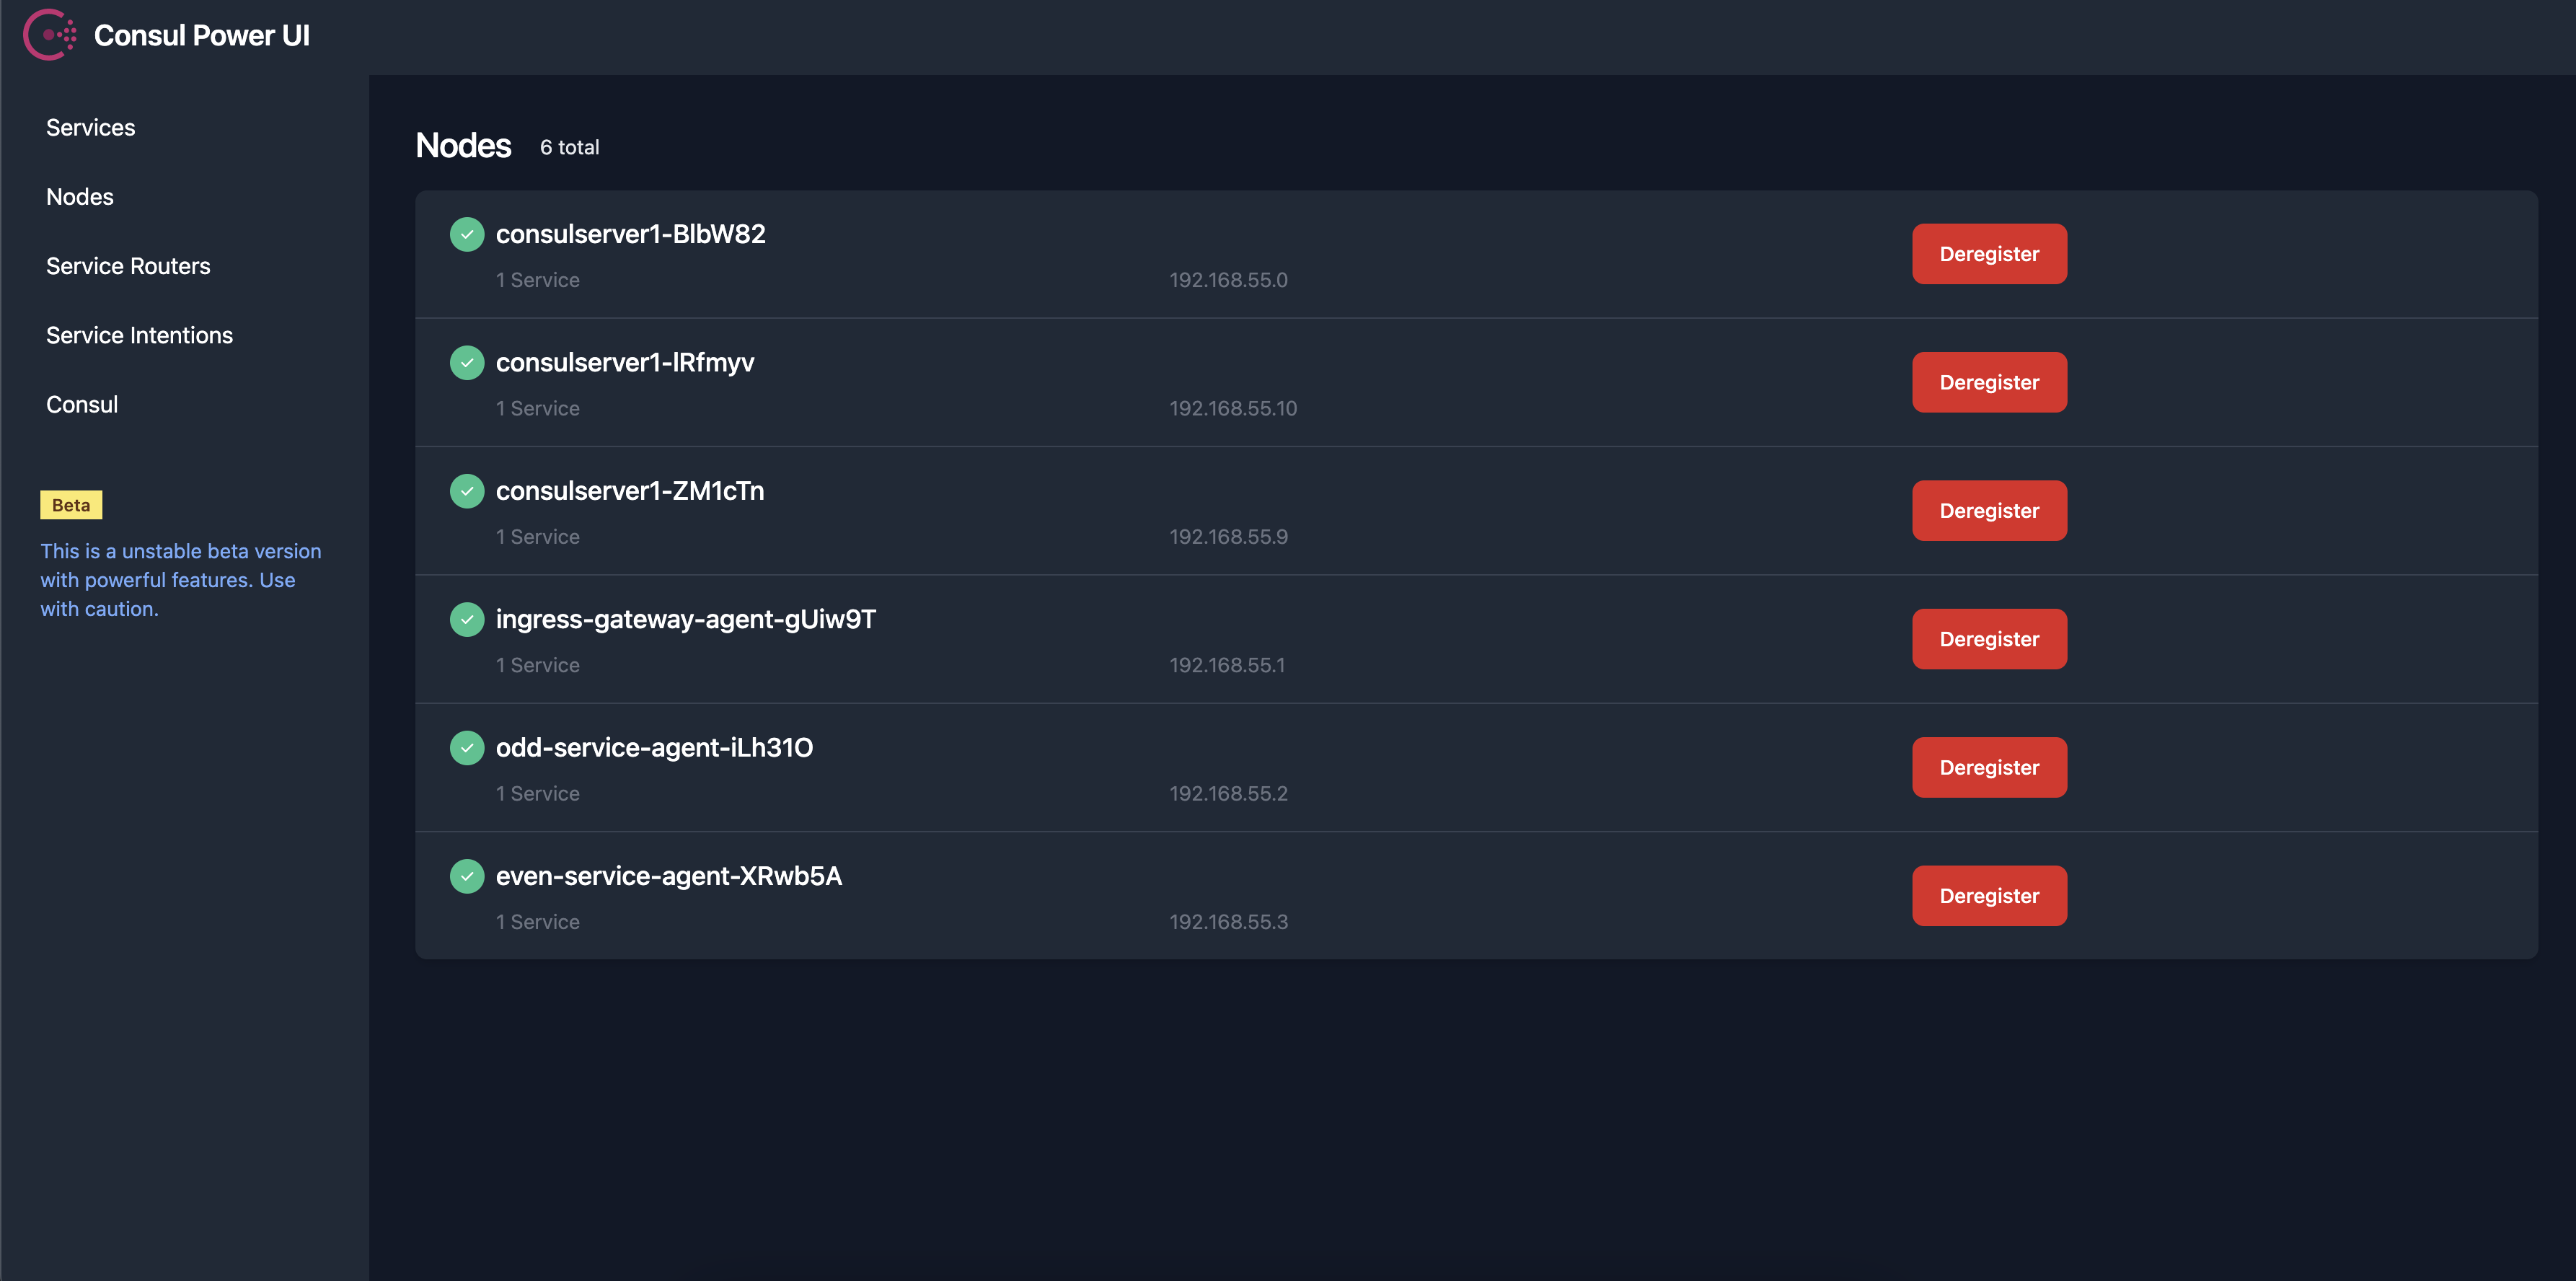 Consul Power UI
Services
Nodes
Service Routers
Service Intentions
Consul
Beta
This is a unstable beta version
with powerful features. Use
with caution.
Nodes 6 total
consulserver1-BlbW82
1 Service 192.168.55.0
Deregister
consulserver1-lRfmyv
1 Service 192.168.55.10
Deregister
consulserver1-ZM1cTn
1 Service 192.168.55.9
Deregister
ingress-gateway-agent-gUiw9T
1 Service 192.168.55.1
Deregister
odd-service-agent-iLh31O
1 Service 192.168.55.2
Deregister
even-service-agent-XRwb5A
1 Service 192.168.55.3
Deregister